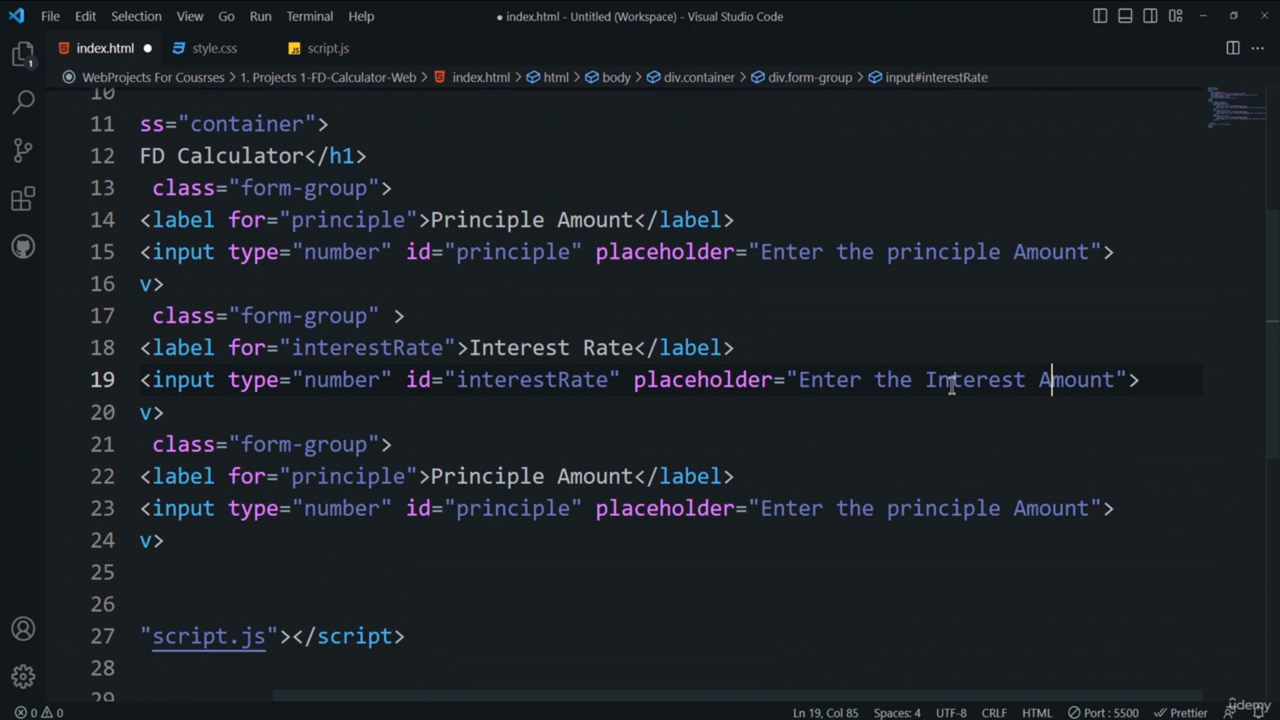 File Edit Selection View Go Run Terminal Help
● index.html - Untitled (Workspace) - Visual Studio Code
index.html ● style.css JS script.js
WebProjects For Cousrses > 1. Projects 1-FD-Calculator-Web > index.html > html > body > div.container > div.form-group > input#interestRate
1
10
11 ss="container">
12 FD Calculator</h1>
13 class="form-group">
14 <label for="principle">Principle Amount</label>
15 <input type="number" id="principle" placeholder="Enter the principle Amount">
16 v>
17 class="form-group" >
18 <label for="interestRate">Interest Rate</label>
19 <input type="number" id="interestRate" placeholder="Enter the Interest Amount">
20 v>
21 class="form-group">
22 <label for="principle">Principle Amount</label>
23 <input type="number" id="principle" placeholder="Enter the principle Amount">
24 v>
25
26
27 "script.js"></script>
28
29
0 0 Ln 19, Col 85 Spaces: 4 UTF-8 CRLF HTML Port : 5500 Prettier
udemy